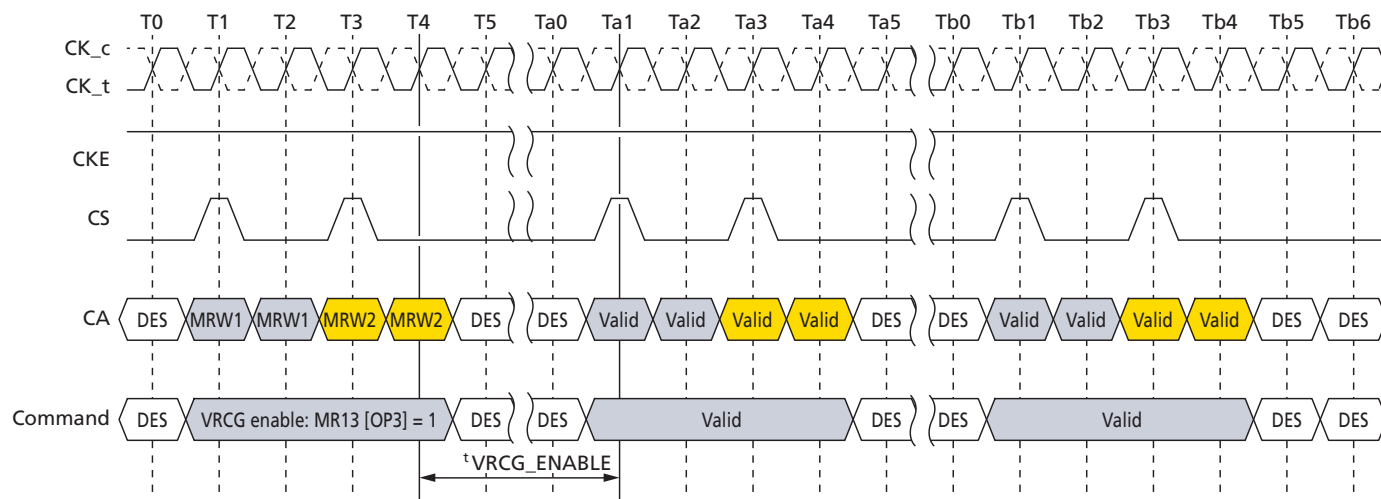 T0 T1 T2 T3 T4 T5 Ta0 Ta1 Ta2 Ta3 Ta4 Ta5 Tb0 Tb1 Tb2 Tb3 Tb4 Tb5 Tb6
CK_c
CK_t
CKE
CS
CA DES MRW1 MRW1 MRW2 MRW2 DES DES Valid Valid Valid Valid DES DES Valid Valid Valid Valid DES DES
Command DES VRCG enable: MR13 [OP3] = 1 DES DES Valid DES DES Valid DES DES
tVRCG_ENABLE